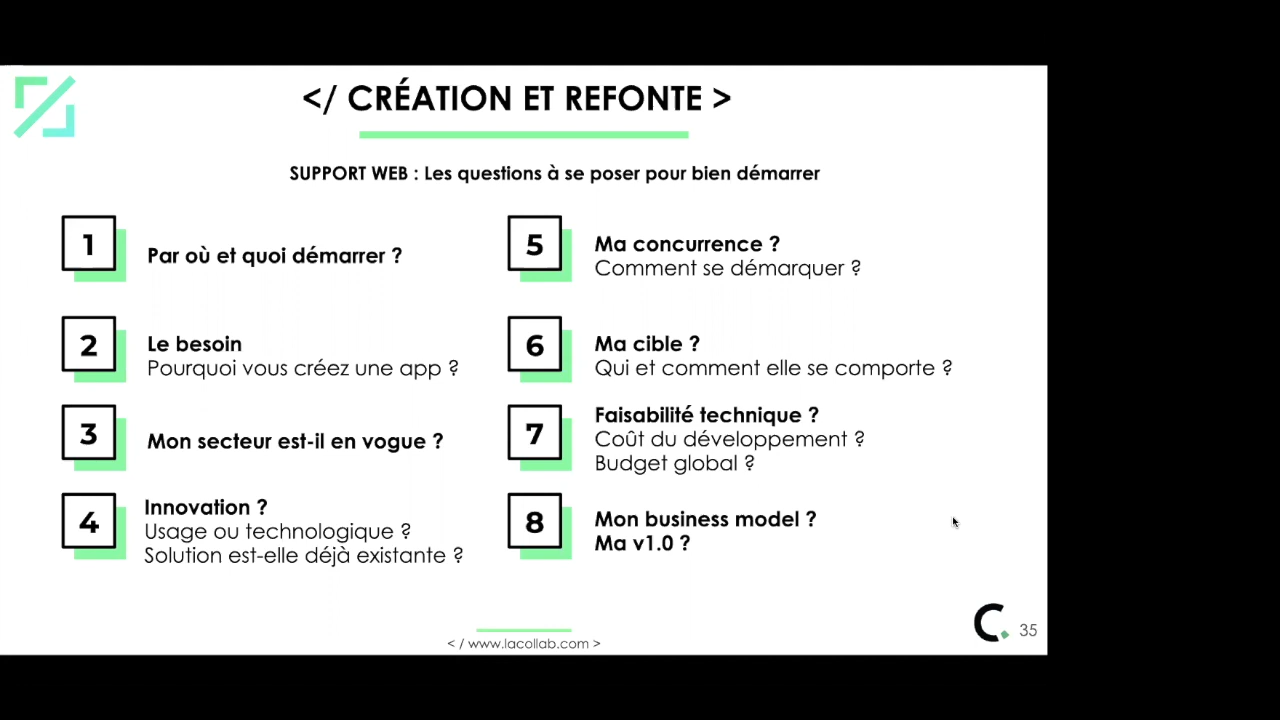 </ CRÉATION ET REFONTE >
SUPPORT WEB : Les questions à se poser pour bien démarrer
1
Par où et quoi démarrer ?
2
Le besoin
Pourquoi vous créez une app ?
3
Mon secteur est-il en vogue ?
4
Innovation ?
Usage ou technologique ?
Solution est-elle déjà existante ?
5
Ma concurrence ?
Comment se démarquer ?
6
Ma cible ?
Qui et comment elle se comporte ?
7
Faisabilité technique ?
Coût du développement ?
Budget global ?
8
Mon business model ?
Ma v1.0 ?
< / www.lacollab.com >
C.
35